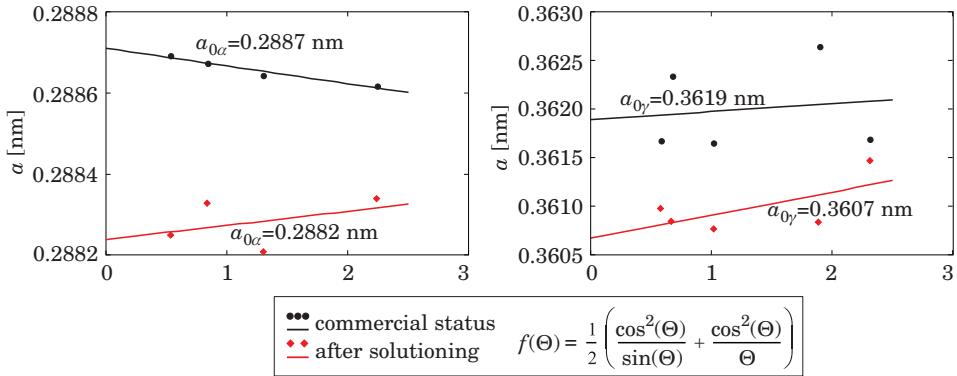 0.2888
0.2886
0.2884
0.2882
a [nm]
a₀α=0.2887 nm
a₀α=0.2882 nm
0 1 2 3
0.3630
0.3625
0.3620
0.3615
0.3610
0.3605
a [nm]
a₀γ=0.3619 nm
a₀γ=0.3607 nm
0 1 2 3
commercial status
after solutioning
f(Θ) = 1/2 (cos²(Θ)/sin(Θ) + cos²(Θ)/Θ)